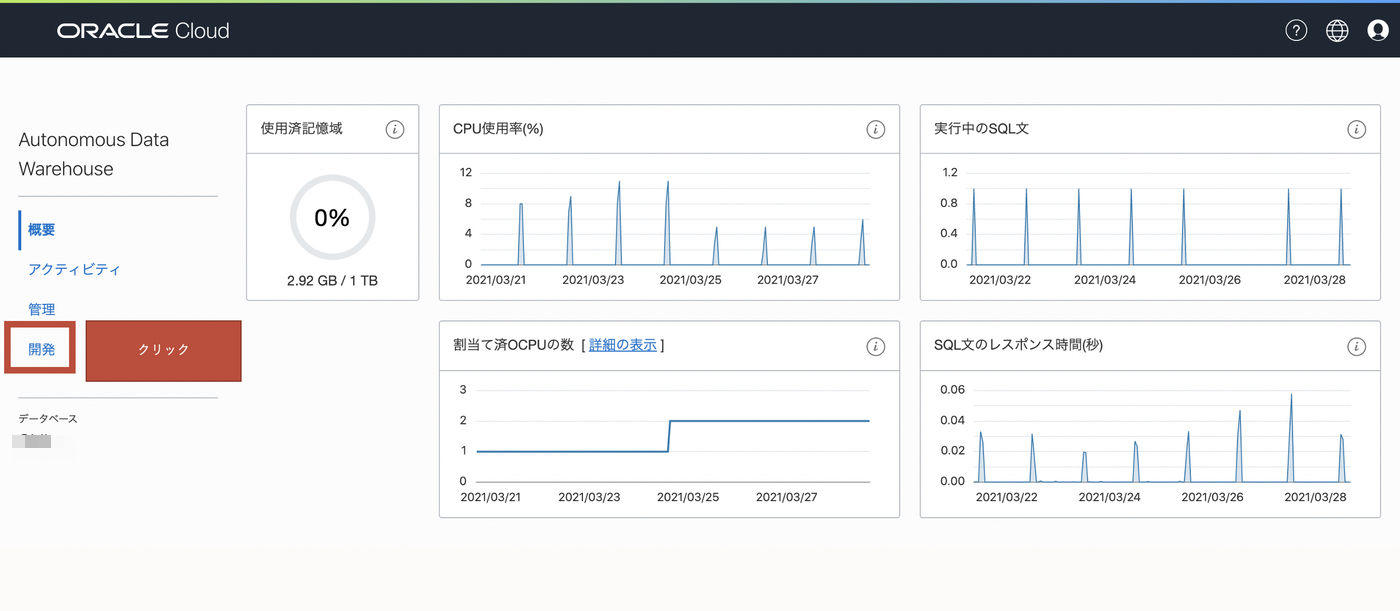 ORACLE Cloud
?
Autonomous Data
Warehouse
概要
アクティビティ
管理
開発
クリック
データベース
使用済記憶域
i
0%
2.92 GB / 1 TB
CPU使用率(%)
i
12
8
4
0
2021/03/21 2021/03/23 2021/03/25 2021/03/27
実行中のSQL文
i
1.2
0.8
0.4
0.0
2021/03/22 2021/03/24 2021/03/26 2021/03/28
割当て済OCPUの数 [ 詳細の表示 ]
i
3
2
1
0
2021/03/21 2021/03/23 2021/03/25 2021/03/27
SQL文のレスポンス時間(秒)
i
0.06
0.04
0.02
0.00
2021/03/22 2021/03/24 2021/03/26 2021/03/28